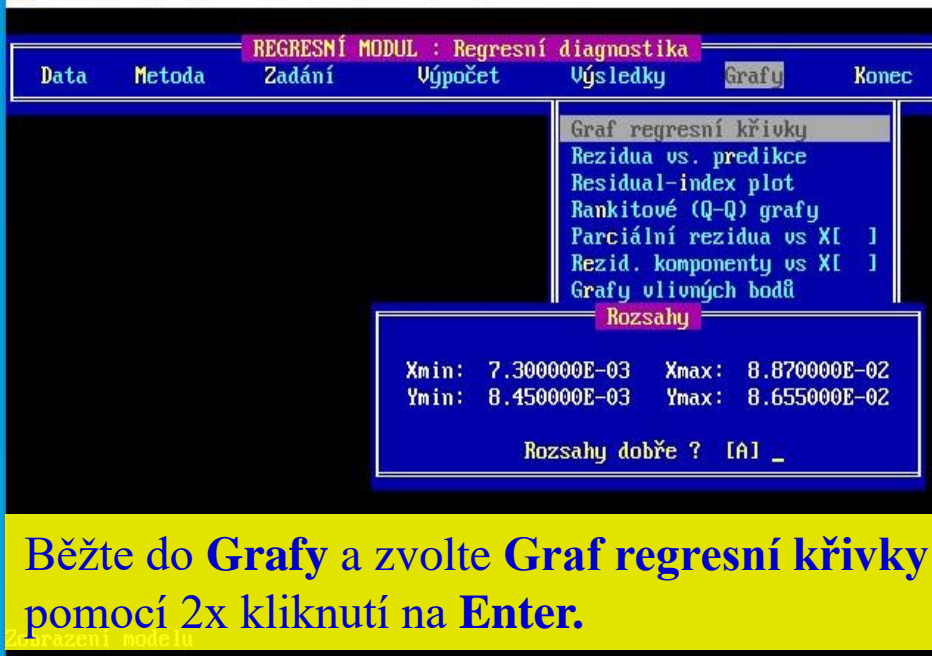 REGRESNÍ MODUL : Regresní diagnostika
Data Metoda Zadání Výpočet Výsledky Grafy Konec
Graf regresní křivky
Rezidua vs. predikce
Residual-index plot
Rankitové (Q-Q) grafy
Parciální rezidua vs X[ ]
Rezid. komponenty vs X[ ]
Grafy vlivných bodů
Rozsahy
Xmin: 7.300000E-03 Xmax: 8.870000E-02
Ymin: 8.450000E-03 Ymax: 8.655000E-02
Rozsahy dobře ? [A] _
Běžte do Grafy a zvolte Graf regresní křivky
pomocí 2x kliknutí na Enter.
Zobrazení modelu